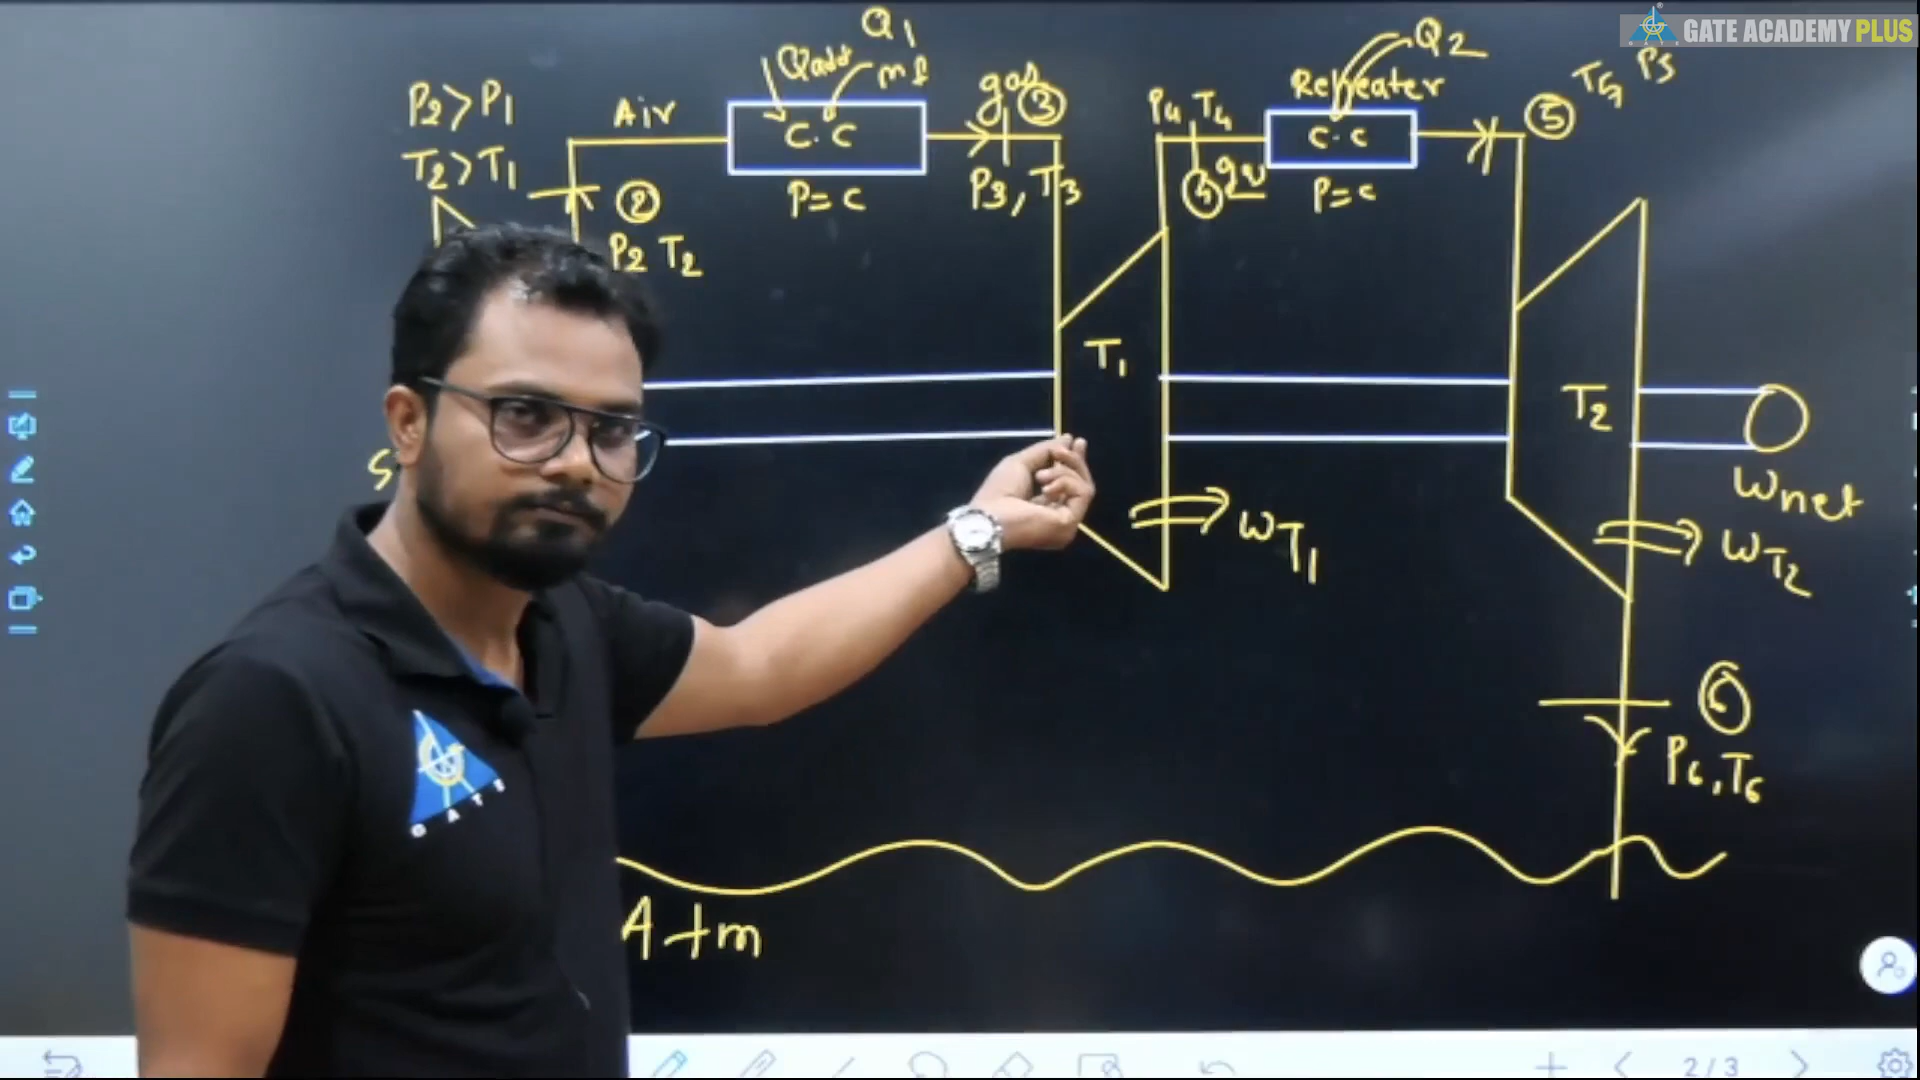 GATE ACADEMY PLUS
Q1
Qadd
mf
Q2
Reheater
T5, P5
P2 > P1
T2 > T1
Air
C.C
P=C
gas
3
P3, T3
P4, T4
4
C.C
P=C
5
2
P2 T2
T1
T2
S
Wnet
WT1
WT2
6
P6, T6
GATE
Atm
2/3